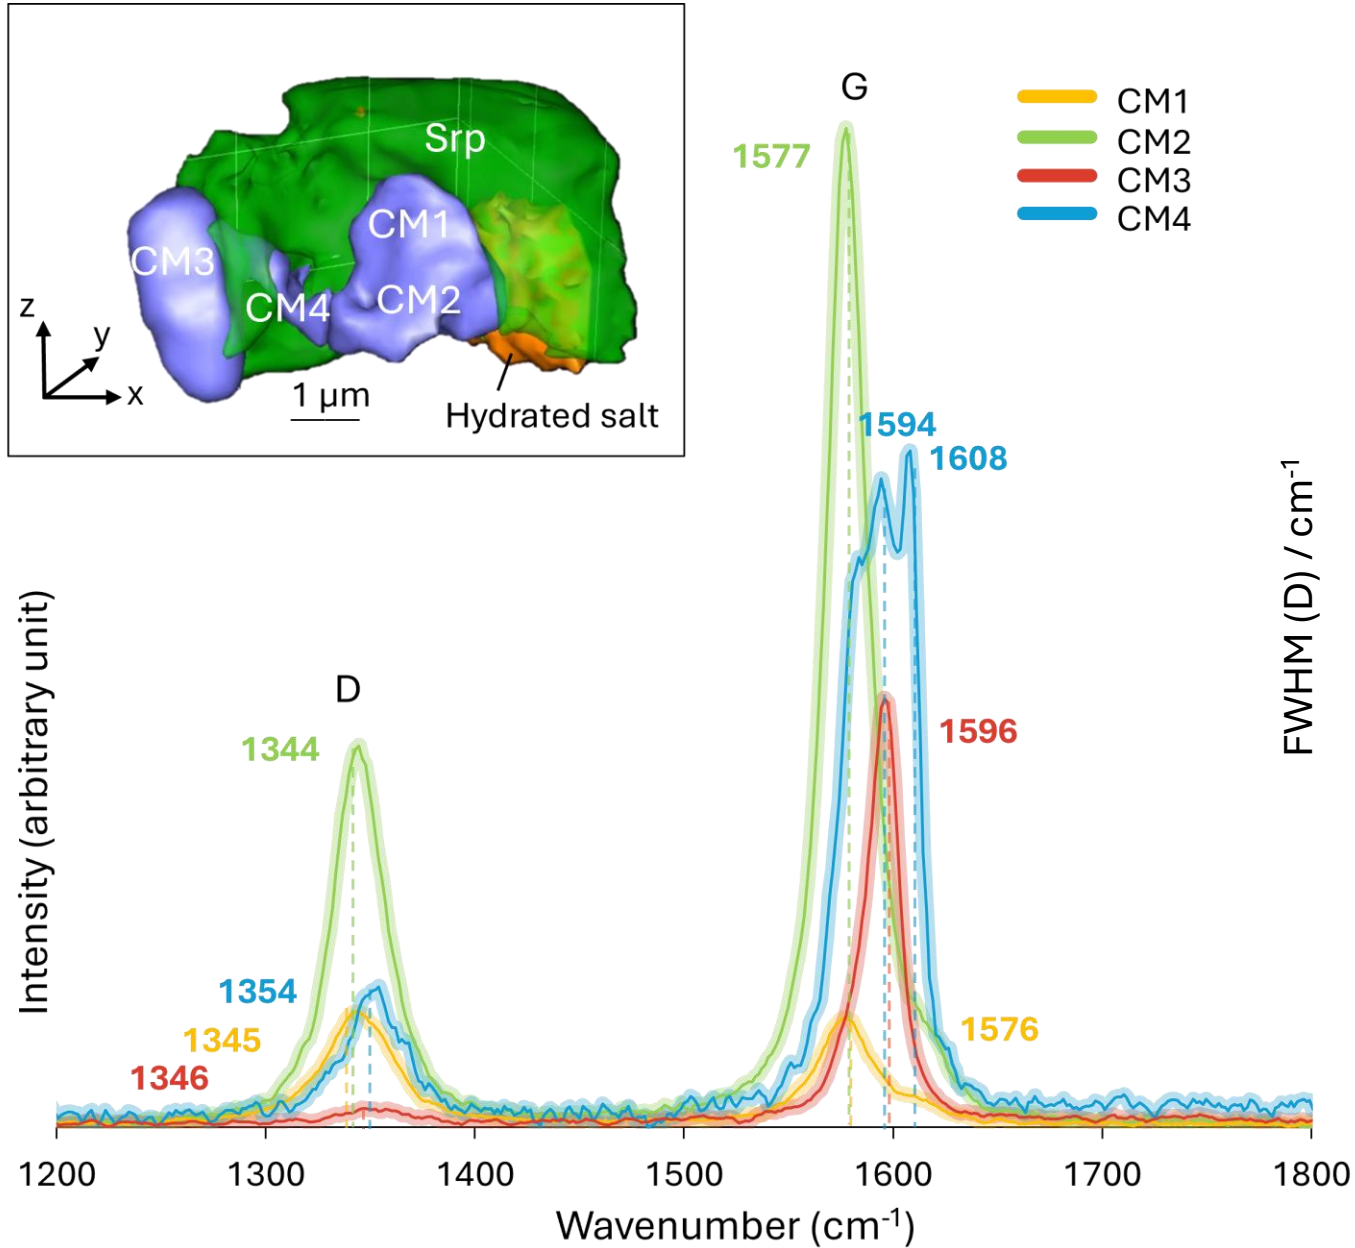 Srp
CM1
CM3
CM4
CM2
z
y
x
1 µm
Hydrated salt
G
CM1
CM2
CM3
CM4
1577
1594
1608
1596
D
1344
1354
1345
1346
1576
Intensity (arbitrary unit)
FWHM (D) / cm⁻¹
1200
1300
1400
1500
1600
1700
1800
Wavenumber (cm⁻¹)